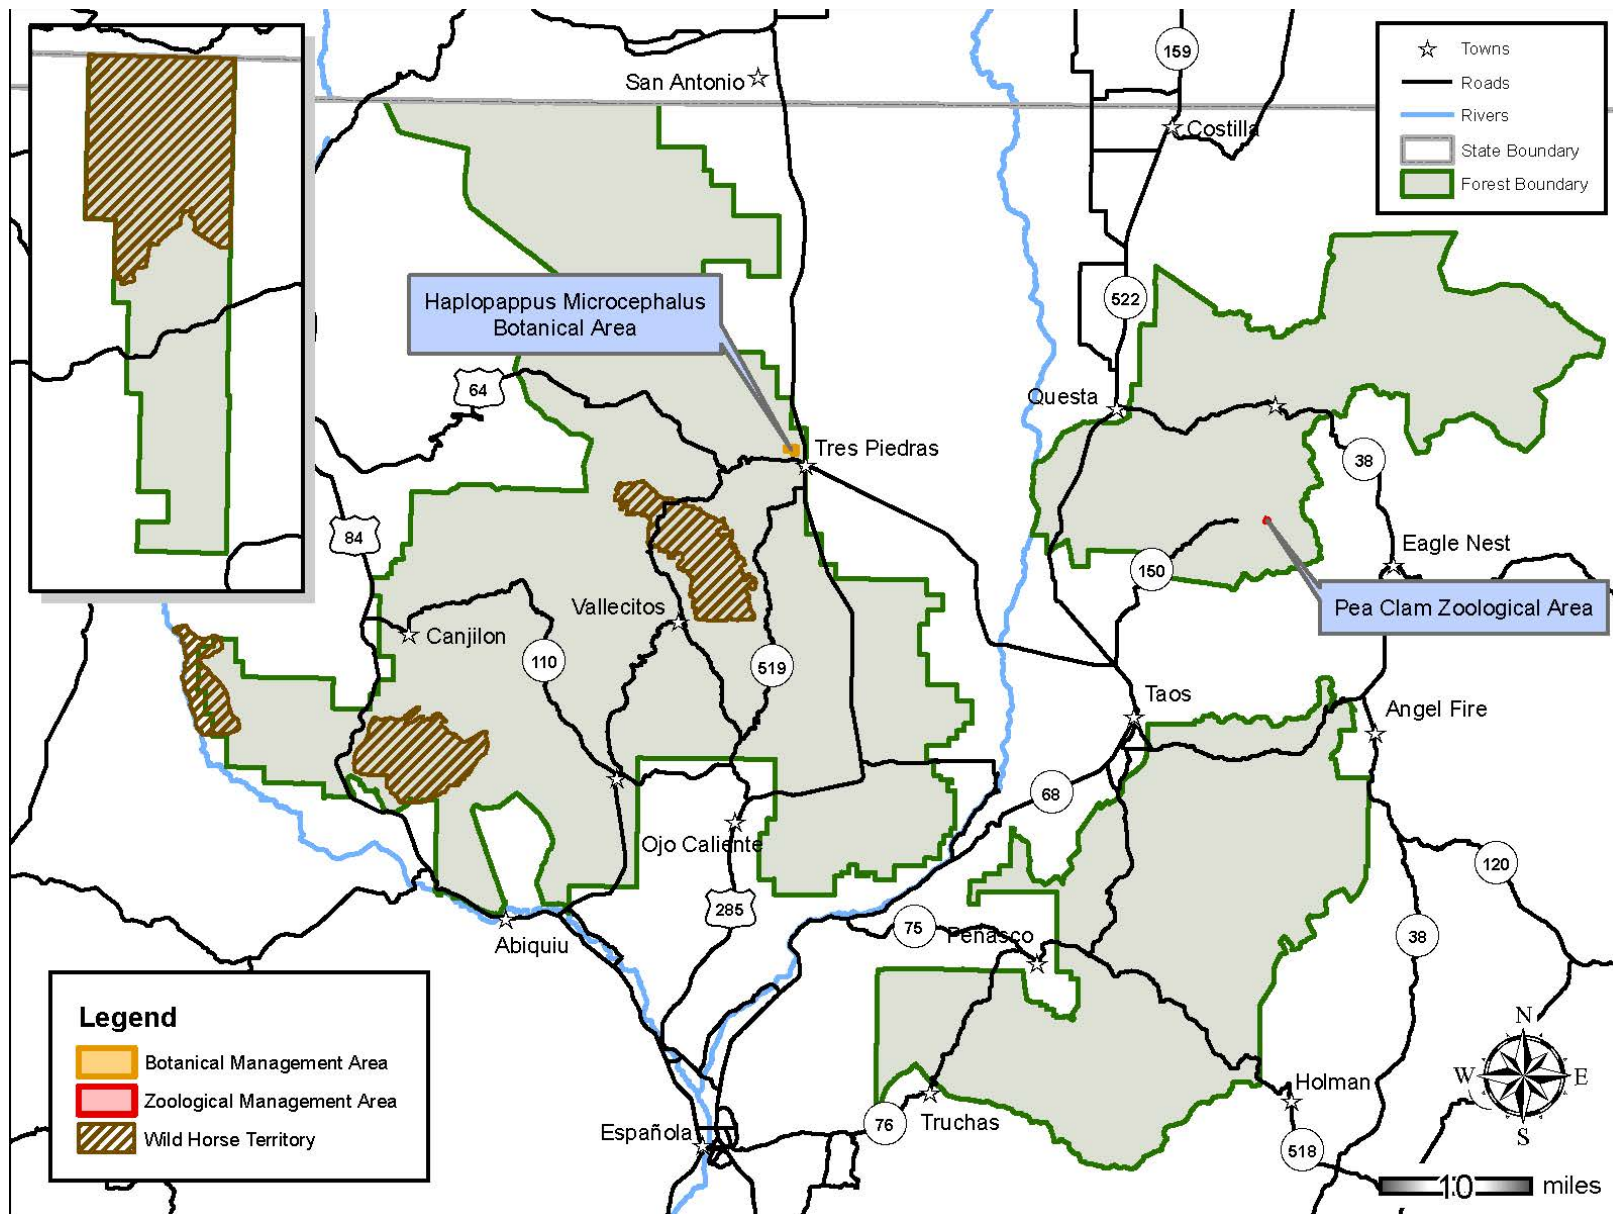 159
San Antonio
Costilla
Towns
Roads
Rivers
State Boundary
Forest Boundary
Haplopappus Microcephalus
Botanical Area
522
64
Questa
Tres Piedras
38
84
Eagle Nest
150
Vallecitos
Pea Clam Zoological Area
Canjilon
110
519
Taos
Angel Fire
68
Ojo Caliente
120
285
75
Peñasco
38
Abiquiu
Legend
Botanical Management Area
Zoological Management Area
Wild Horse Territory
N
W
E
S
Holman
Truchas
76
Española
518
10 miles